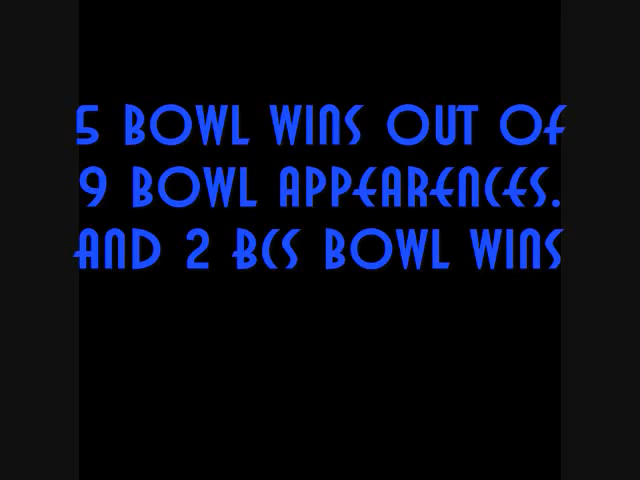 5 BOWL WINS OUT OF
9 BOWL APPEARENCES.
AND 2 BCS BOWL WINS